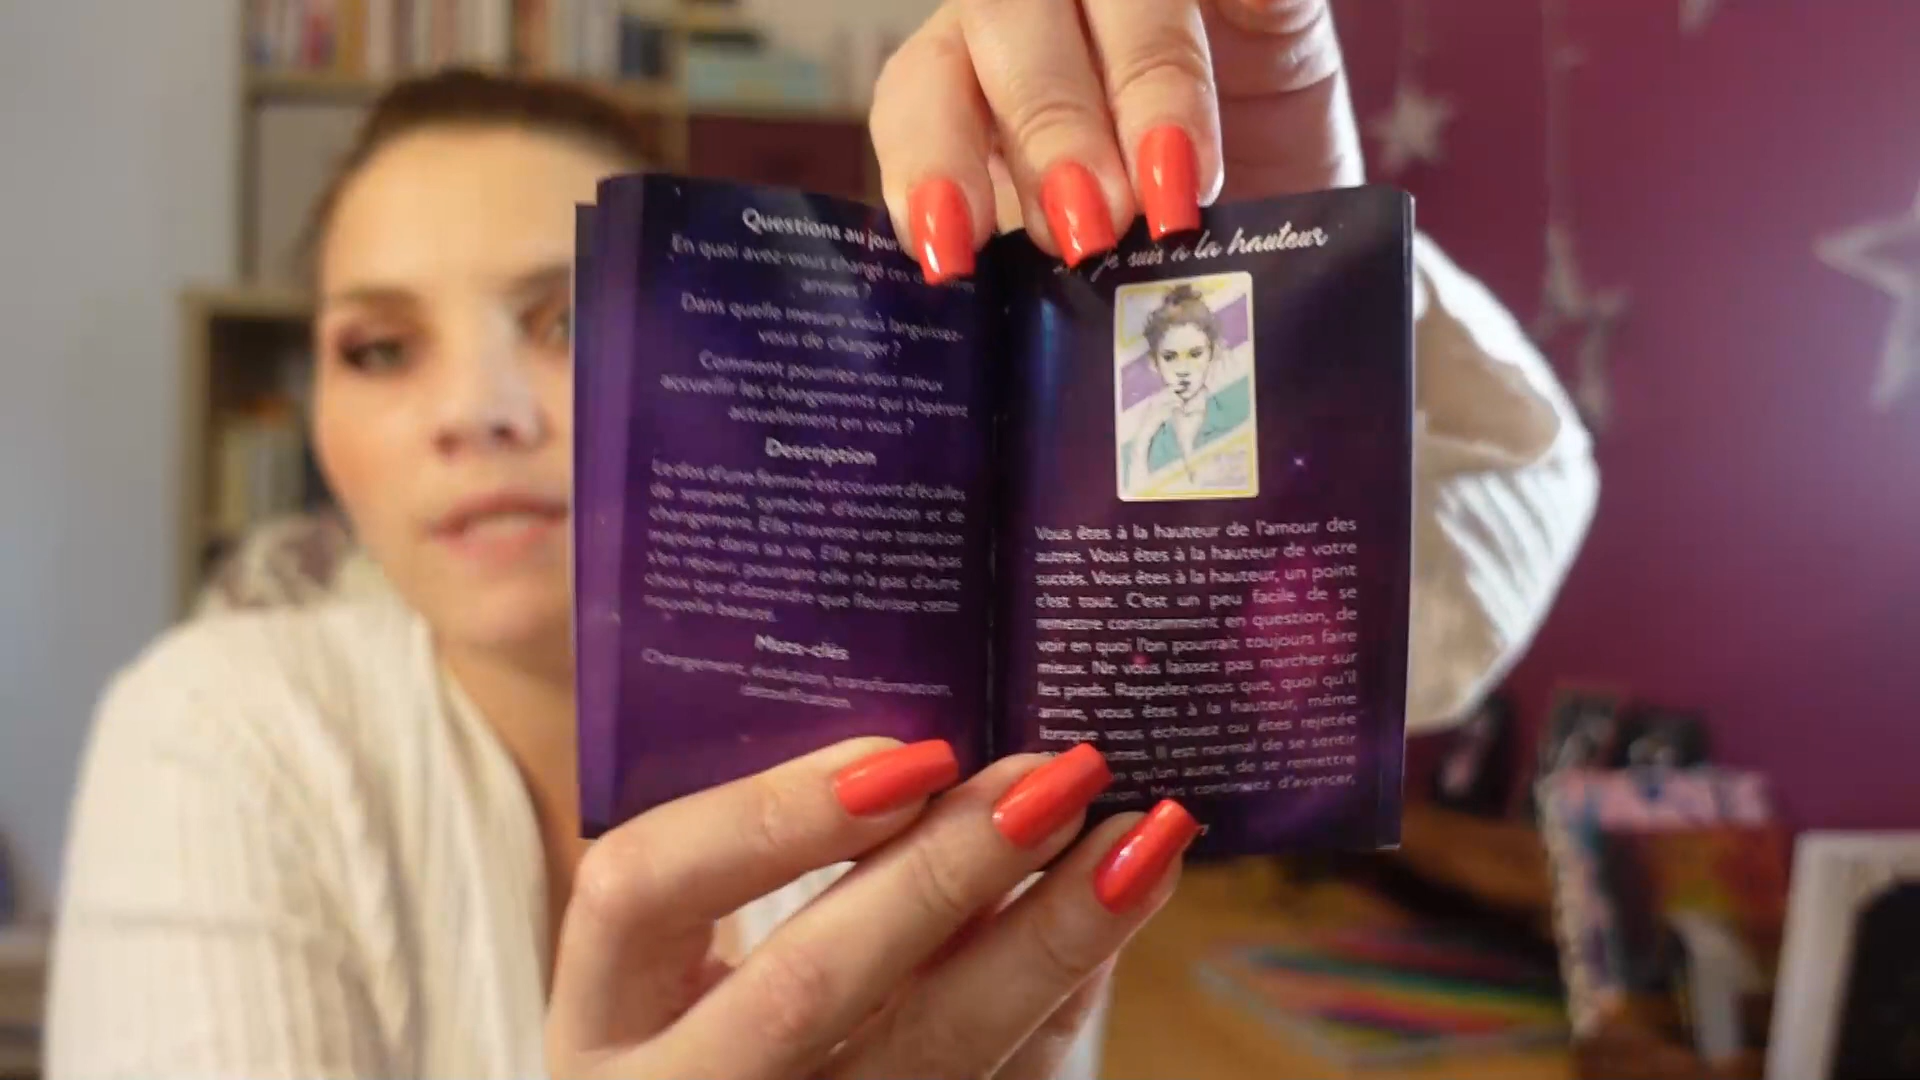 Questions au jour
En quoi avez-vous changé ces
années ?
Dans quelle mesure vous languissez-
vous de changer ?
Comment pourriez-vous mieux
accueillir les changements qui s'opèrent
actuellement en vous ?
Description
Le dos d'une femme est couvert d'écailles
de serpent, symbole d'évolution et de
changement. Elle traverse une transition
majeure dans sa vie. Elle ne semble pas
s'en réjouir, pourtant elle n'a pas d'autre
choix que d'attendre que fleurisse cette
nouvelle beauté.
Mots-clés
Changement, évolution, transformation,
je suis à la hauteur
Vous êtes à la hauteur de l'amour des
autres. Vous êtes à la hauteur de votre
succès. Vous êtes à la hauteur, un point
c'est tout. C'est un peu facile de se
remettre constamment en question, de
voir en quoi l'on pourrait toujours faire
mieux. Ne vous laissez pas marcher sur
les pieds. Rappelez-vous que, quoi qu'il
arrive, vous êtes à la hauteur, même
lorsque vous échouez ou êtes rejetée
Il est normal de se sentir
qu'un autre, de se remettre
Mais continuez d'avancer,